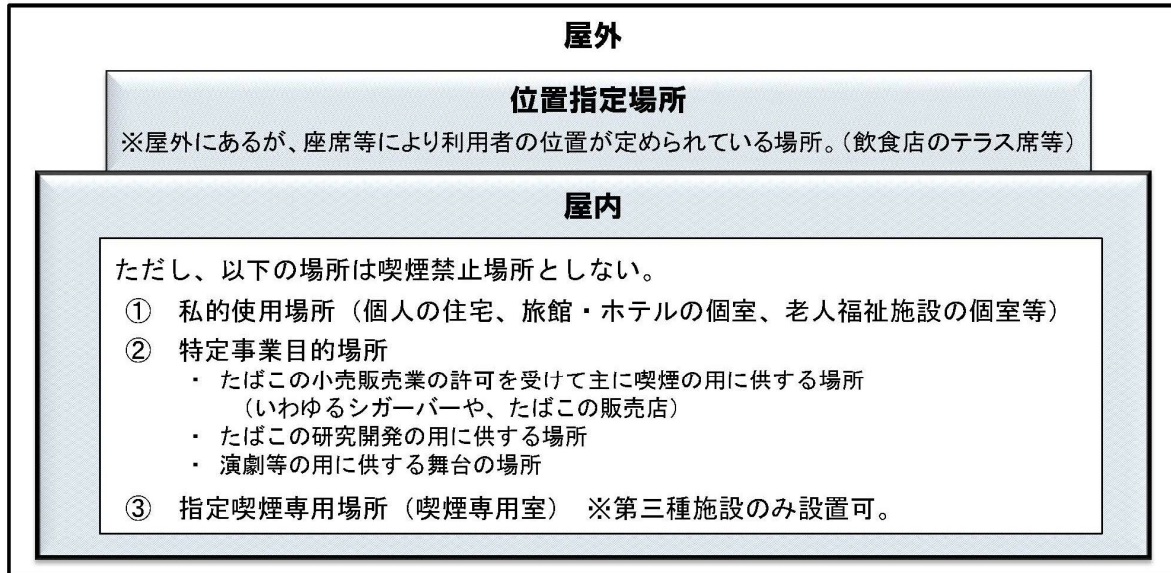 屋外
位置指定場所
※屋外にあるが、座席等により利用者の位置が定められている場所。（飲食店のテラス席等）
屋内
ただし、以下の場所は喫煙禁止場所としない。
① 私的使用場所（個人の住宅、旅館・ホテルの個室、老人福祉施設の個室等）
② 特定事業目的場所
・ たばこの小売販売業の許可を受けて主に喫煙の用に供する場所
（いわゆるシガーバーや、たばこの販売店）
・ たばこの研究開発の用に供する場所
・ 演劇等の用に供する舞台の場所
③ 指定喫煙専用場所（喫煙専用室） ※第三種施設のみ設置可。